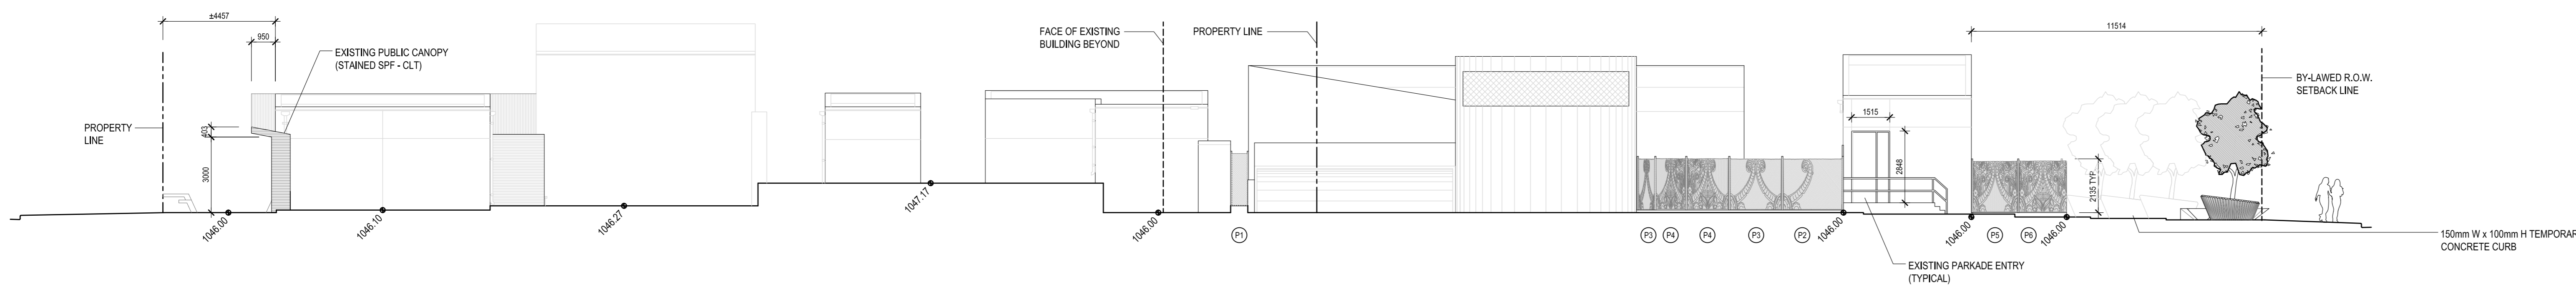 ±4457
950
EXISTING PUBLIC CANOPY
(STAINED SPF - CLT)
PROPERTY
LINE
403
3000
1046.00
1046.10
1046.27
1047.17
FACE OF EXISTING
BUILDING BEYOND
PROPERTY LINE
1046.00
P1
P3
P4
P4
P3
P2
1515
2848
1046.00
EXISTING PARKADE ENTRY
(TYPICAL)
11514
BY-LAWED R.O.W.
SETBACK LINE
2135 TYP.
1046.00
P5
P6
1046.00
150mm W x 100mm H TEMPORAR
CONCRETE CURB